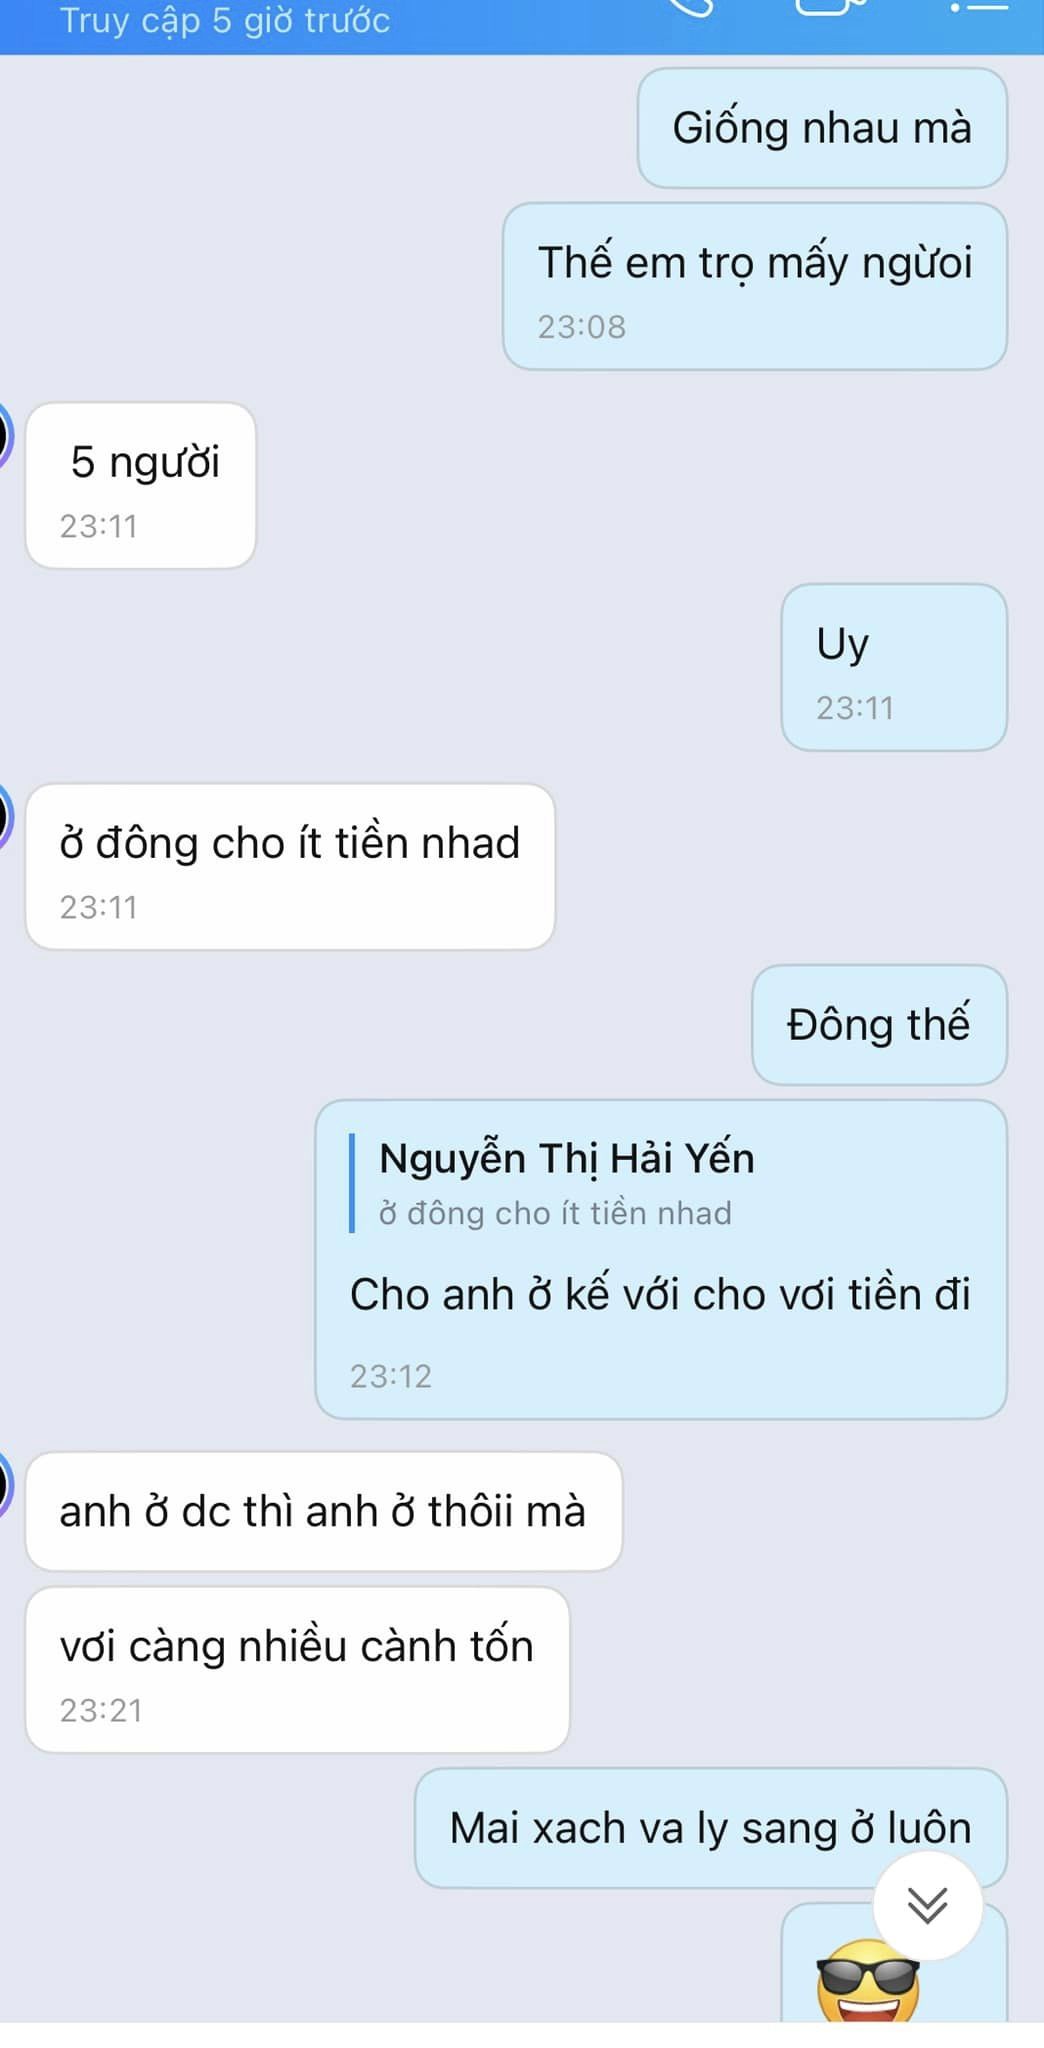 Truy cập 5 giờ trước
Giống nhau mà
Thế em trọ mấy ngừoi
23:08
5 người
23:11
Uy
23:11
ở đông cho ít tiền nhad
23:11
Đông thế
Nguyễn Thị Hải Yến
ở đông cho ít tiền nhad
Cho anh ở kế với cho vơi tiền đi
23:12
anh ở dc thì anh ở thôii mà
vơi càng nhiều cành tốn
23:21
Mai xach va ly sang ở luôn